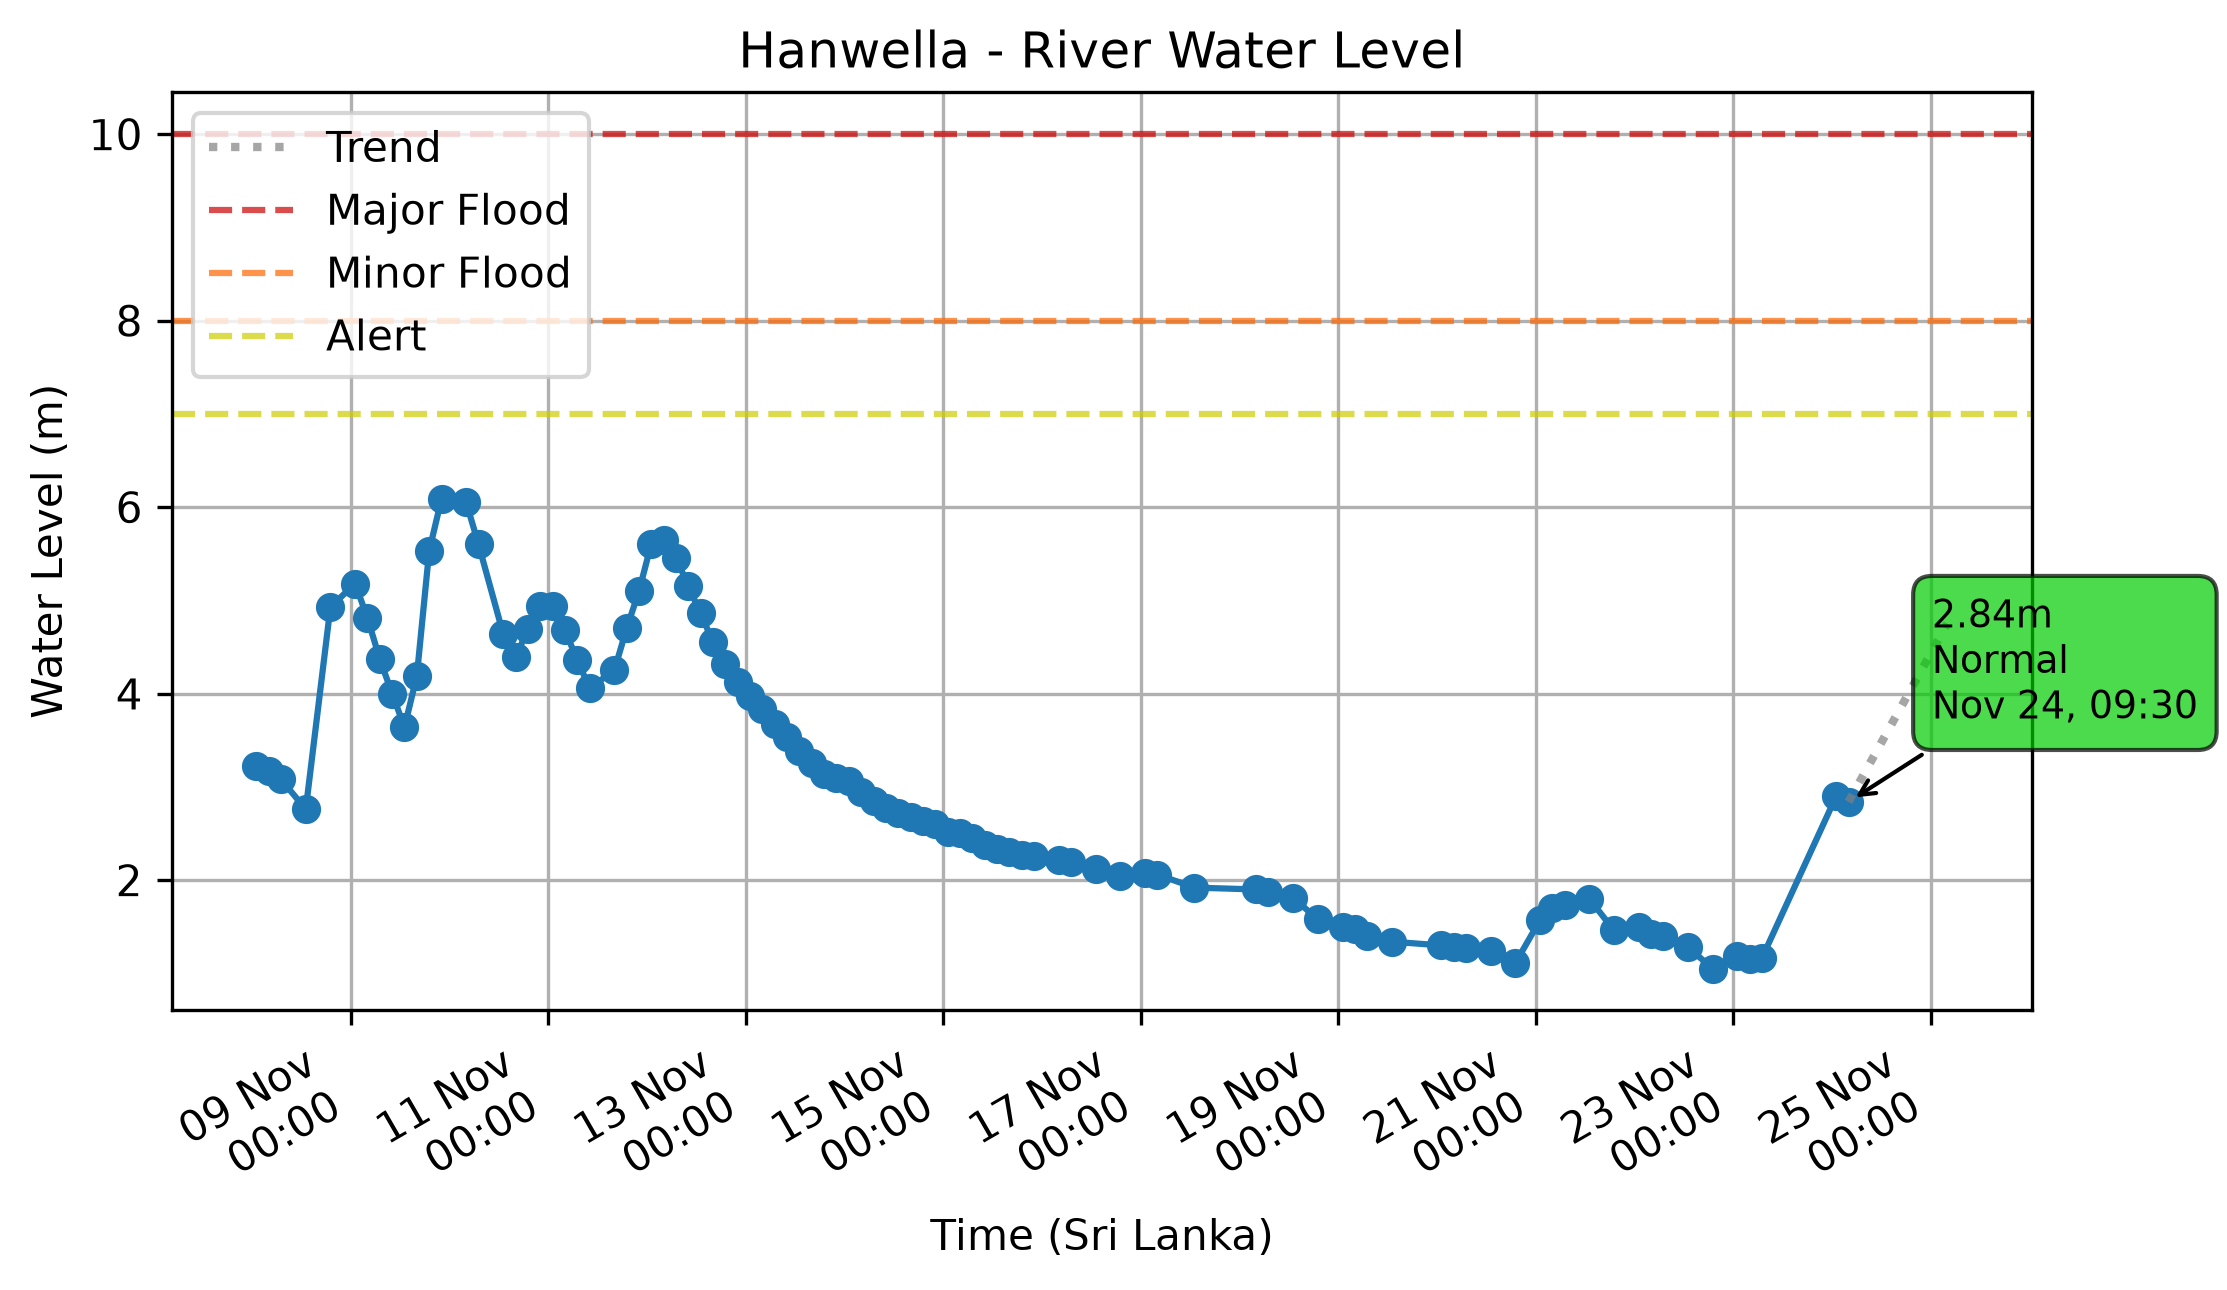 Hanwella - River Water Level
Trend
Major Flood
Minor Flood
Alert
10
8
6
4
2
Water Level (m)
2.84m
Normal
Nov 24, 09:30
09 Nov
00:00
11 Nov
00:00
13 Nov
00:00
15 Nov
00:00
17 Nov
00:00
19 Nov
00:00
21 Nov
00:00
23 Nov
00:00
25 Nov
00:00
Time (Sri Lanka)